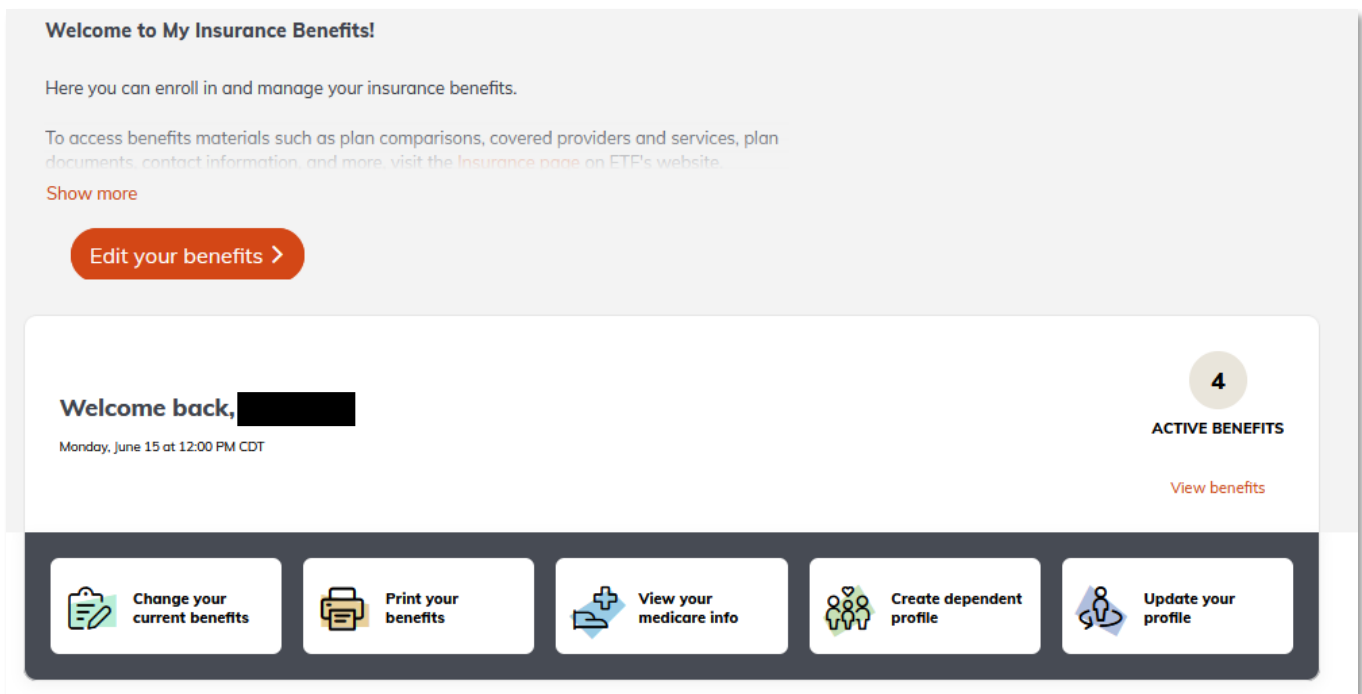 Welcome to My Insurance Benefits!
Here you can enroll in and manage your insurance benefits.
To access benefits materials such as plan comparisons, covered providers and services, plan
documents, contact information, and more, visit the Insurance page on ETF's website.
Show more
Edit your benefits
Welcome back,
Monday, June 15 at 12:00 PM CDT
4
ACTIVE BENEFITS
View benefits
Change your
current benefits
Print your
benefits
View your
medicare info
Create dependent
profile
Update your
profile